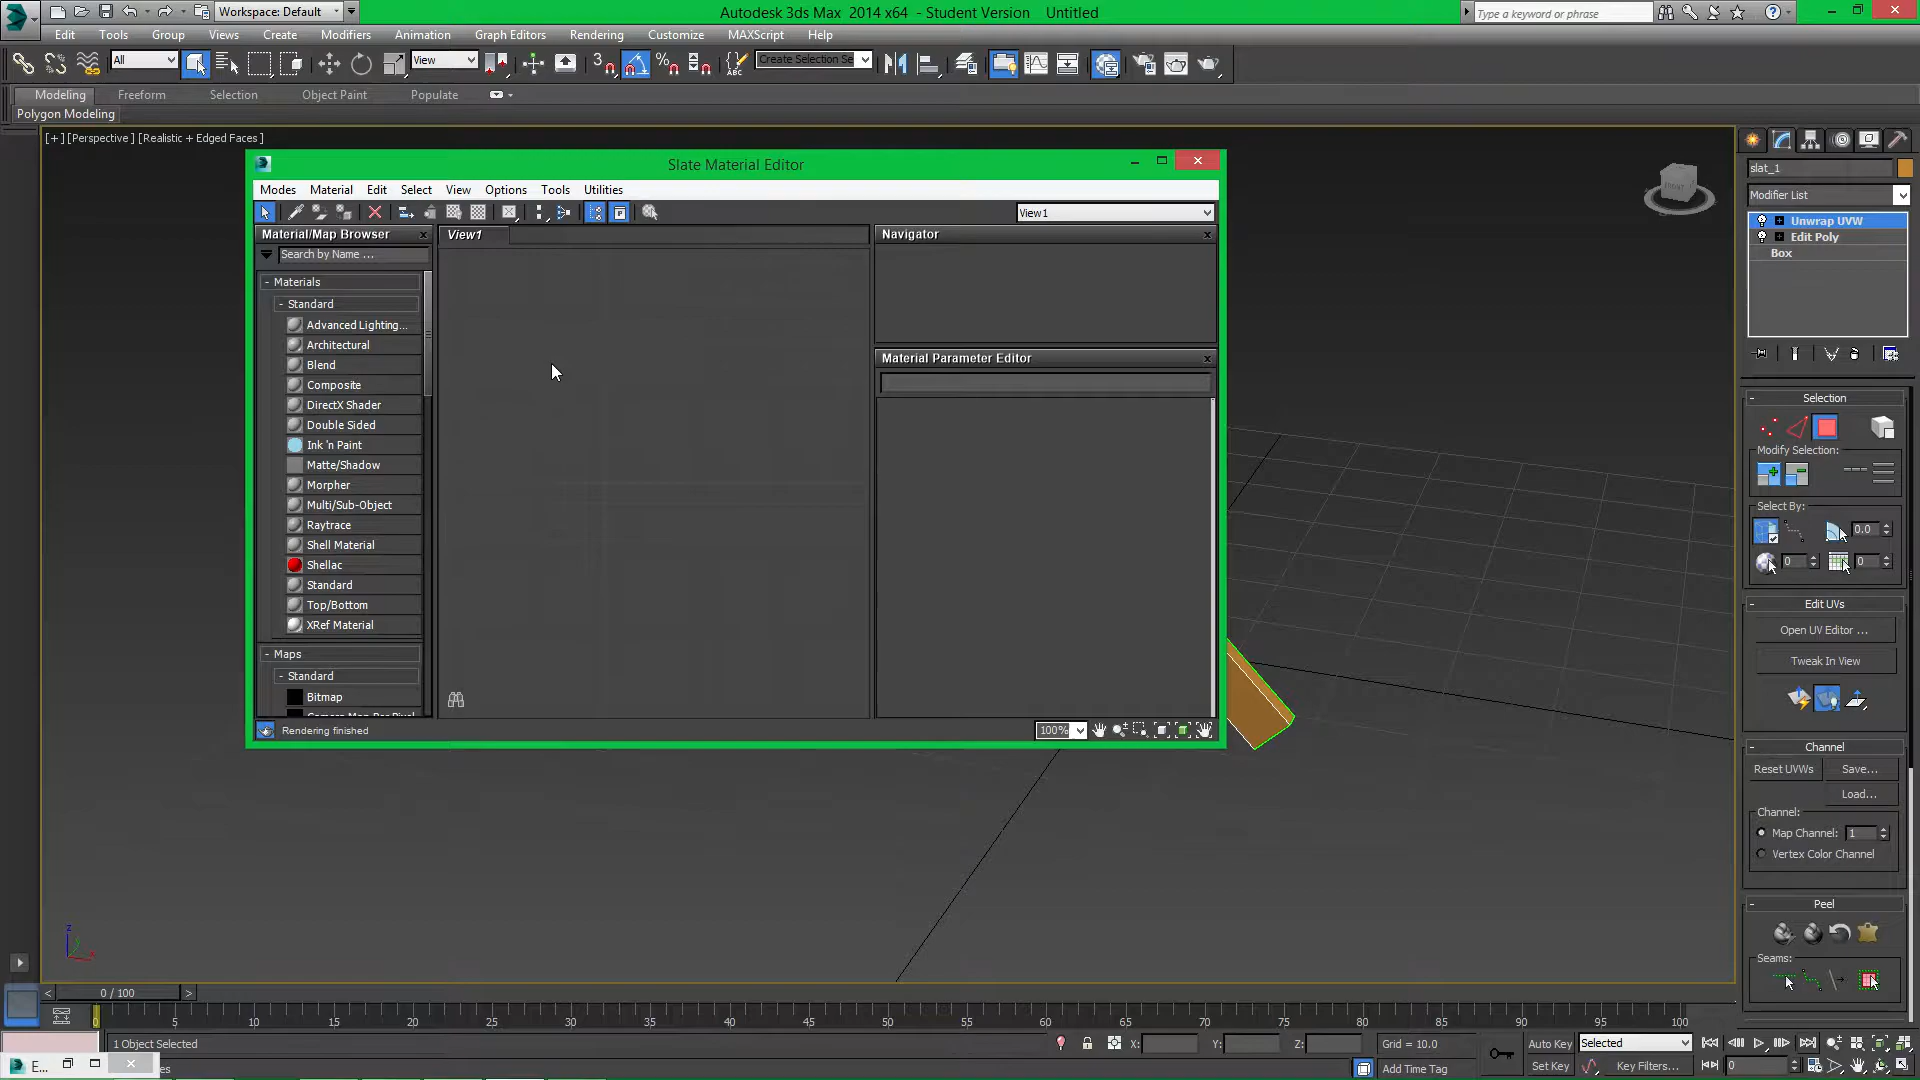 Workspace: Default
Autodesk 3ds Max 2014 x64 - Student Version Untitled
Type a keyword or phrase
Edit Tools Group Views Create Modifiers Animation Graph Editors Rendering Customize MAXScript Help
All
View
3
%
ABC
Create Selection Se
Modeling Freeform Selection Object Paint Populate
Polygon Modeling
[+] [Perspective] [Realistic + Edged Faces]
Slate Material Editor
Modes Material Edit Select View Options Tools Utilities
View1
Material/Map Browser
Search by Name ...
- Materials
- Standard
Advanced Lighting...
Architectural
Blend
Composite
DirectX Shader
Double Sided
Ink 'n Paint
Matte/Shadow
Morpher
Multi/Sub-Object
Raytrace
Shell Material
Shellac
Standard
Top/Bottom
XRef Material
- Maps
- Standard
Bitmap
View1
Navigator
Material Parameter Editor
Rendering finished
100%
slat_1
Modifier List
Unwrap UVW
Edit Poly
Box
- Selection
Modify Selection:
Select By:
0.0
0
0
- Edit UVs
Open UV Editor ...
Tweak In View
- Channel
Reset UVWs Save...
Load...
Channel:
Map Channel: 1
Vertex Color Channel
- Peel
Seams:
z
x
< 0 / 100 >
5 10 15 20 25 30 35 40 45 50 55 60 65 70 75 80 85 90 95 100
1 Object Selected
X: Y: Z: Grid = 10.0
Auto Key Selected
E...
Add Time Tag
Set Key Key Filters...
0